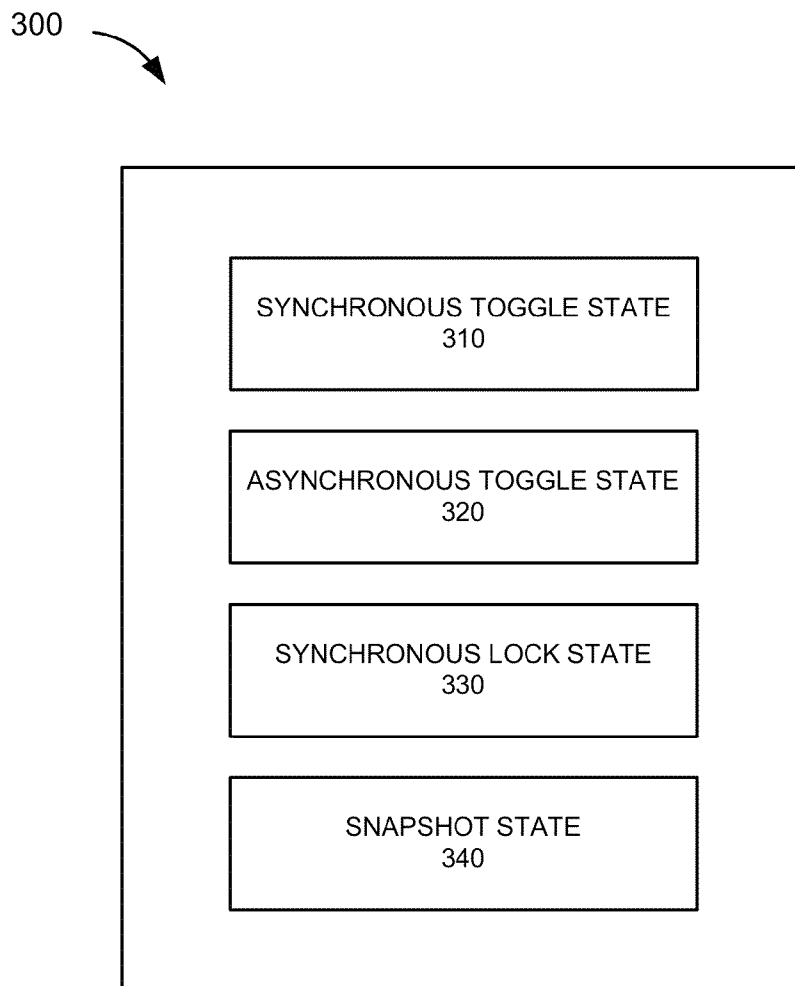 300
SYNCHRONOUS TOGGLE STATE
310
ASYNCHRONOUS TOGGLE STATE
320
SYNCHRONOUS LOCK STATE
330
SNAPSHOT STATE
340